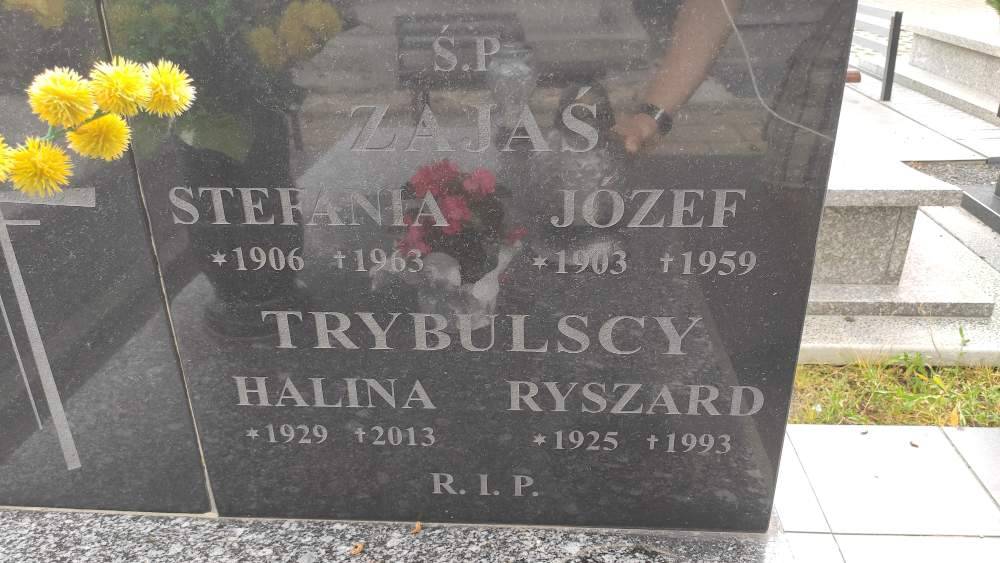 Ś.P.
ZAJAŚ
STEFANIA JÓZEF
*1906 †1963 *1903 †1959
TRYBULSCY
HALINA RYSZARD
*1929 †2013 *1925 †1993
R. I. P.